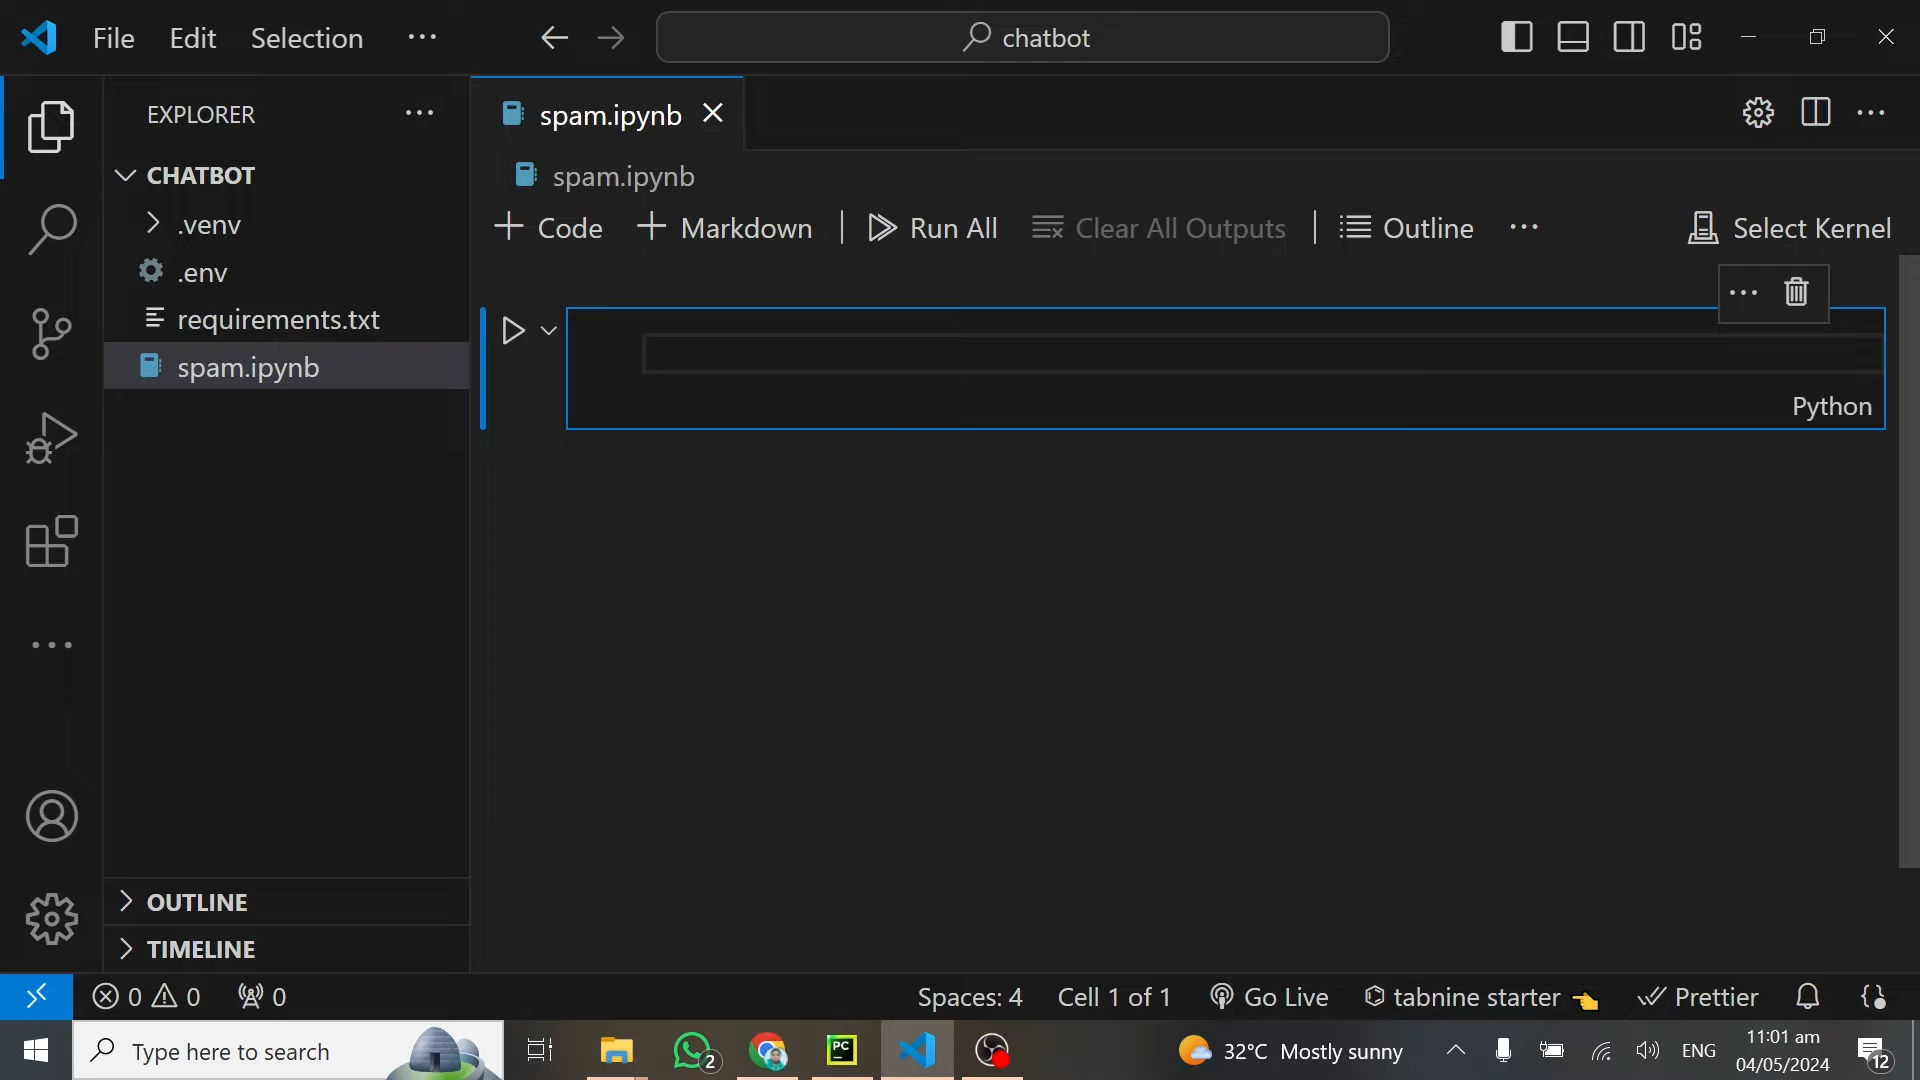 File Edit Selection ···
chatbot
EXPLORER
CHATBOT
.venv
.env
requirements.txt
spam.ipynb
OUTLINE
TIMELINE
spam.ipynb
spam.ipynb
Code Markdown Run All Clear All Outputs Outline ··· Select Kernel
Python
0 0 0
Spaces: 4 Cell 1 of 1 Go Live tabnine starter Prettier
Type here to search
2
PC
32°C Mostly sunny
ENG
11:01 am
04/05/2024
12